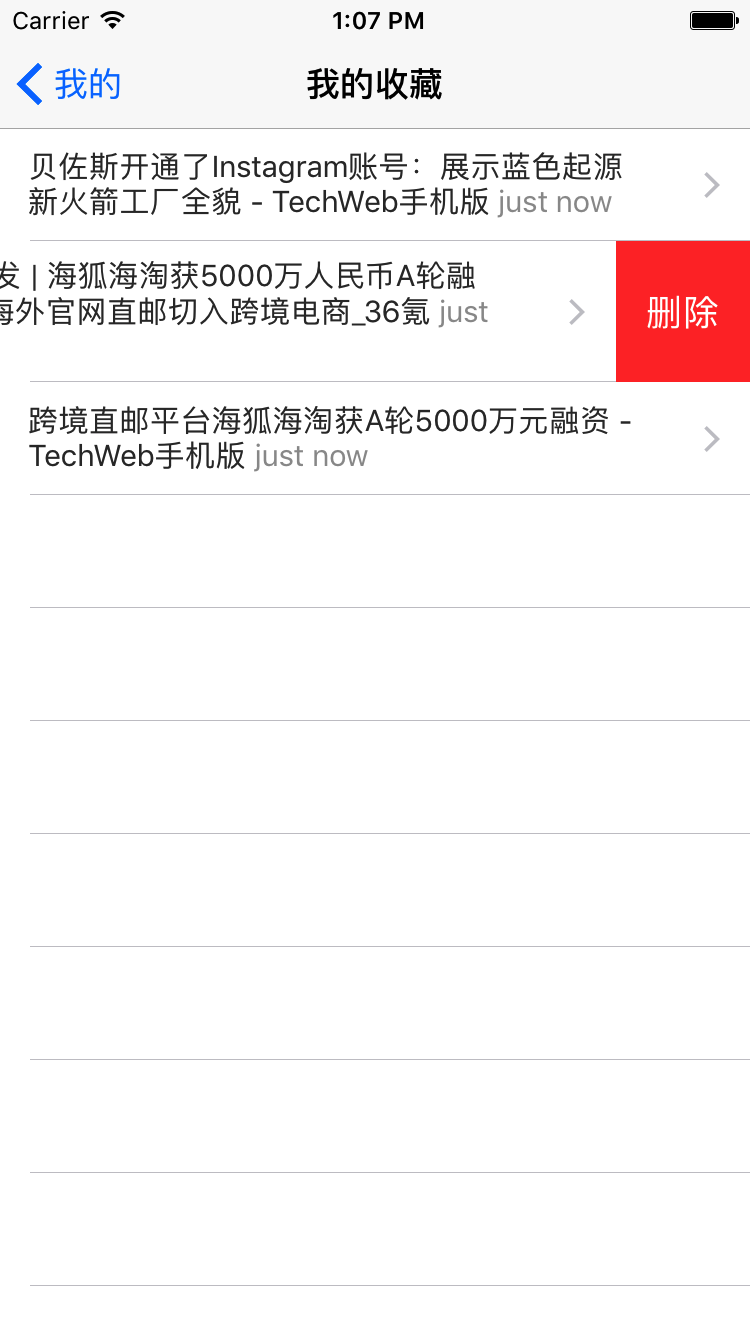 Carrier 1:07 PM
我的 我的收藏
贝佐斯开通了Instagram账号：展示蓝色起源
新火箭工厂全貌 - TechWeb手机版 just now
发 | 海狐海淘获5000万人民币A轮融
海外官网直邮切入跨境电商_36氪 just
删除
跨境直邮平台海狐海淘获A轮5000万元融资 -
TechWeb手机版 just now